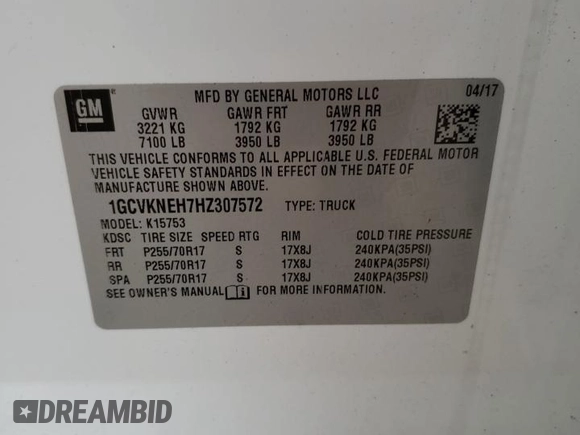 GM
MFD BY GENERAL MOTORS LLC 04/17
GVWR GAWR FRT GAWR RR
3221 KG 1792 KG 1792 KG
7100 LB 3950 LB 3950 LB
THIS VEHICLE CONFORMS TO ALL APPLICABLE U.S. FEDERAL MOTOR
VEHICLE SAFETY STANDARDS IN EFFECT ON THE DATE OF
MANUFACTURE SHOWN ABOVE.
1GCVKNEH7HZ307572 TYPE: TRUCK
MODEL: K15753
KDSC TIRE SIZE SPEED RTG RIM COLD TIRE PRESSURE
FRT P255/70R17 S 17X8J 240KPA(35PSI)
RR P255/70R17 S 17X8J 240KPA(35PSI)
SPA P255/70R17 S 17X8J 240KPA(35PSI)
SEE OWNER'S MANUAL FOR MORE INFORMATION.
DREAMBID